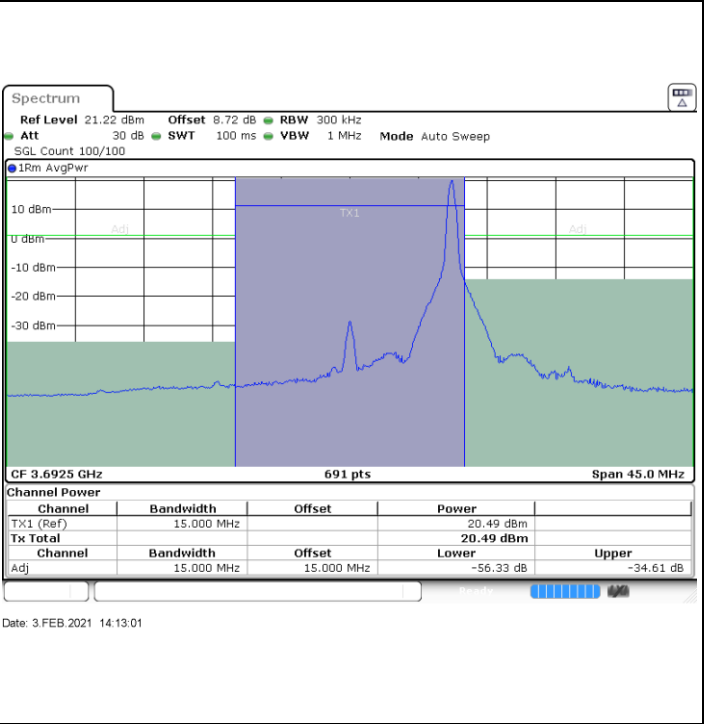 Spectrum
Ref Level 21.22 dBm Offset 8.72 dB RBW 300 kHz
Att 30 dB SWT 100 ms VBW 1 MHz Mode Auto Sweep
SGL Count 100/100
1Rm AvgPwr
10 dBm
TX1
Adj Adj
0 dBm
-10 dBm
-20 dBm
-30 dBm
CF 3.6925 GHz 691 pts Span 45.0 MHz
Channel Power
Channel Bandwidth Offset Power
TX1 (Ref) 15.000 MHz 20.49 dBm
Tx Total 20.49 dBm
Channel Bandwidth Offset Lower Upper
Adj 15.000 MHz 15.000 MHz -56.33 dB -34.61 dB
Ready
Date: 3.FEB.2021 14:13:01